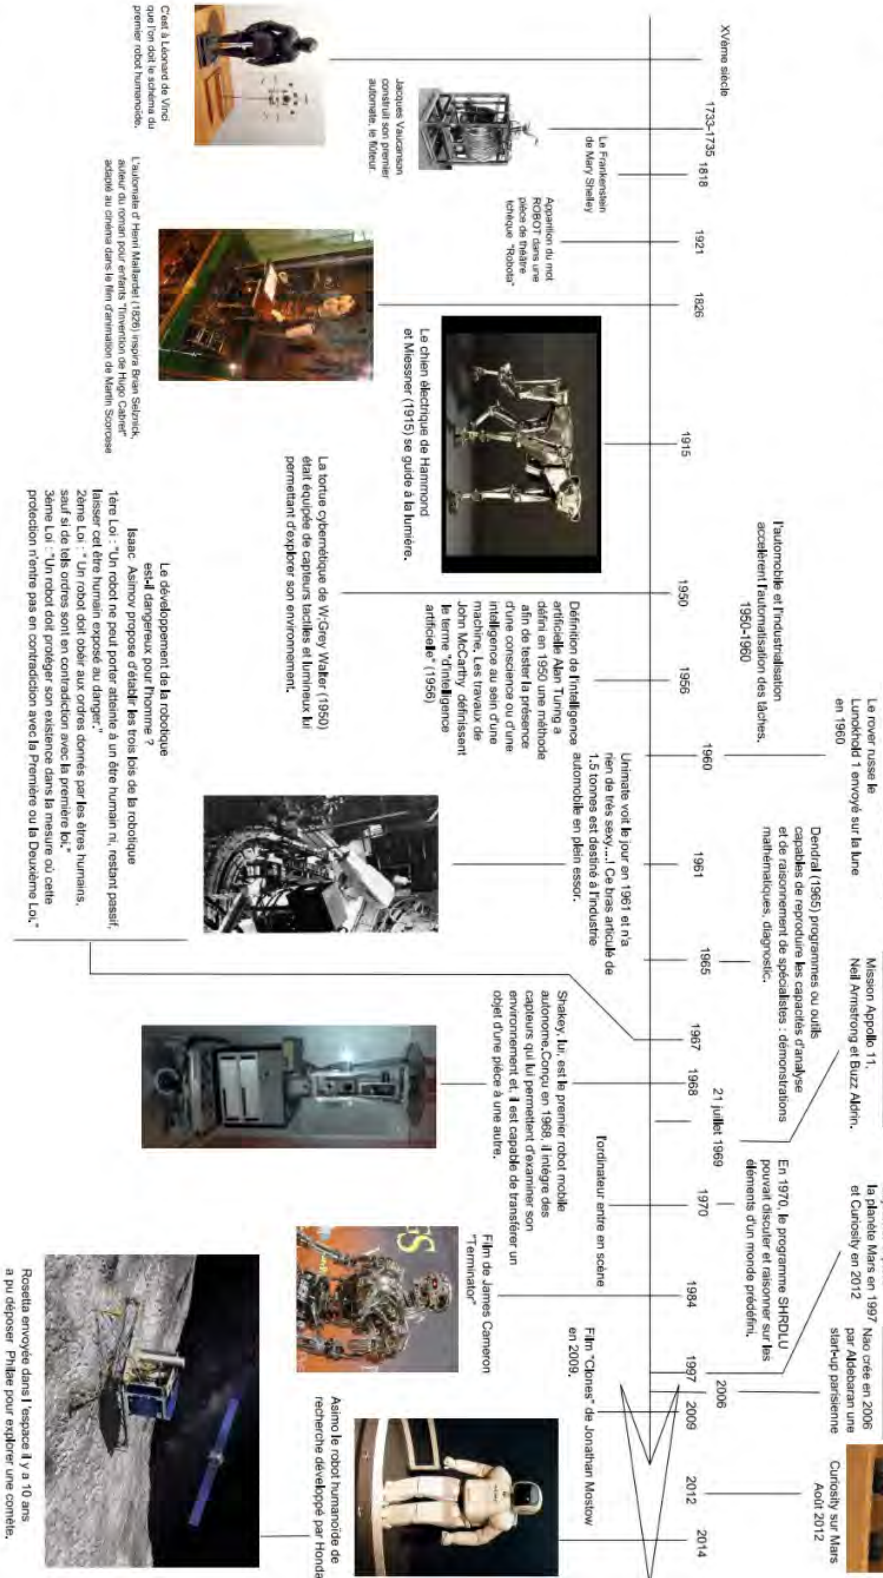 Le rover russe le
Lunokhold 1 envoyé sur la lune
en 1960
Mission Appollo 11,
Neil Armstrong et Buzz Aldrin.
la planète Mars en 1997
et Curiosity en 2012
Nao crée en 2006
par Aldebaran une
start-up parisienne
Curiosity sur Mars
Août 2012
l'automobile et l'industrialisation
accelèrent l'automatisation des tâches.
1950-1960
Dendral (1965) programmes ou outils
capables de reproduire les capacités d'analyse
et de raisonnement de spécialistes : démonstrations
mathématiques, diagnostic.
En 1970, le programme SHRDLU
pouvait discuter et raisonner sur les
éléments d'un monde prédéfini.
XVème siècle
1733-1735
1818
1921
1826
1915
1950
1956
1960
1961
1965
1967
1968
21 juillet 1969
1970
1984
1997
2006
2009
2012
2014
Le Frankenstein
de Mary Shelley
Apparition du mot
ROBOT dans une
pièce de théâtre
tchèque "Robota"
Jacques Vaucanson
construit son premier
automate, le flûteur.
C'est à Léonard de Vinci
que l'on doit le schéma du
premier robot humanoïde.
L'automate d' Henri Maillardet (1826) inspira Brian Selznick,
auteur du roman pour enfants "l'invention de Hugo Cabret"
adapté au cinéma dans le film d'animation de Martin Scorcese
Le chien électrique de Hammond
et Miessner (1915) se guide à la lumière.
La tortue cybernétique de W;Grey Walter (1950)
était équipée de capteurs tactiles et lumineux lui
permettant d'explorer son environnement.
Définition de l'intelligence
artificielle Alan Turing a
défini en 1950 une méthode
afin de tester la présence
d'une conscience ou d'une
intelligence au sein d'une
machine. Les travaux de
John McCarthy définissent
le terme "d'intelligence
artificielle" (1956)
Unimate voit le jour en 1961 et n'a
rien de très sexy....! Ce bras articulé de
1.5 tonnes est destiné à l'industrie
automobile en plein essor.
Le développement de la robotique
est-il dangereux pour l'homme ?
Isaac Asimov propose d'établir les trois lois de la robotique
1ère Loi : "Un robot ne peut porter atteinte à un être humain ni, restant passif,
laisser cet être humain exposé au danger."
2ème Loi : " Un robot doit obéir aux ordres donnés par les êtres humains,
sauf si de tels ordres sont en contradiction avec la première loi."
3ème Loi : "Un robot doit protéger son existence dans la mesure où cette
protection n'entre pas en contradiction avec la Première ou la Deuxième Loi."
Shakey, lui, est le premier robot mobile
autonome.Conçu en 1968, il intègre des
capteurs qui lui permettent d'examiner son
environnement et, il est capable de transférer un
objet d'une pièce à une autre.
l'ordinateur entre en scène
Film de James Cameron
"Terminator"
Film "Clones" de Jonathan Mostow
en 2009.
Asimo le robot humanoïde de
recherche développé par Honda
Rosetta envoyée dans l'espace il y a 10 ans
a pu déposer Philae pour explorer une comète.